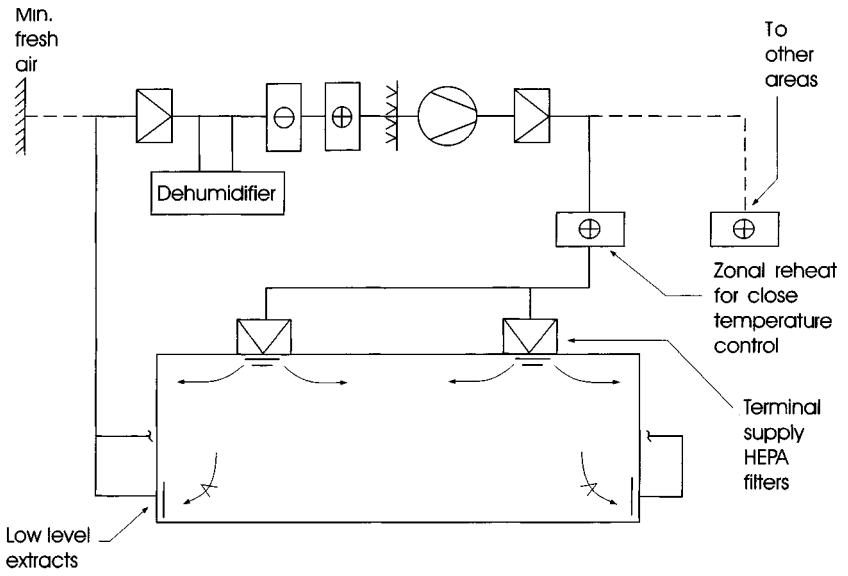 Min.
fresh
air
To
other
areas
Dehumidifier
Zonal reheat
for close
temperature
control
Terminal
supply
HEPA
filters
Low level
extracts